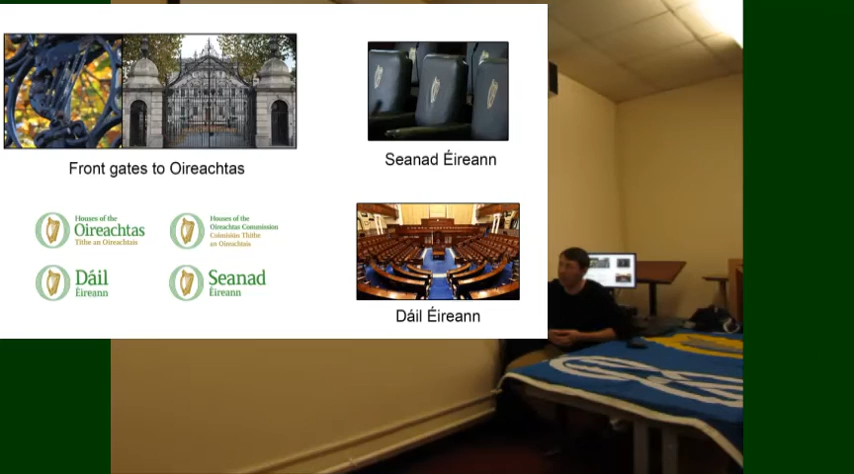 Front gates to Oireachtas
Seanad Éireann
Houses of the
Oireachtas
Tithe an Oireachtais
Houses of the
Oireachtas Commission
Coimisiún Thithe
an Oireachtais
Dáil
Éireann
Seanad
Éireann
Dáil Éireann